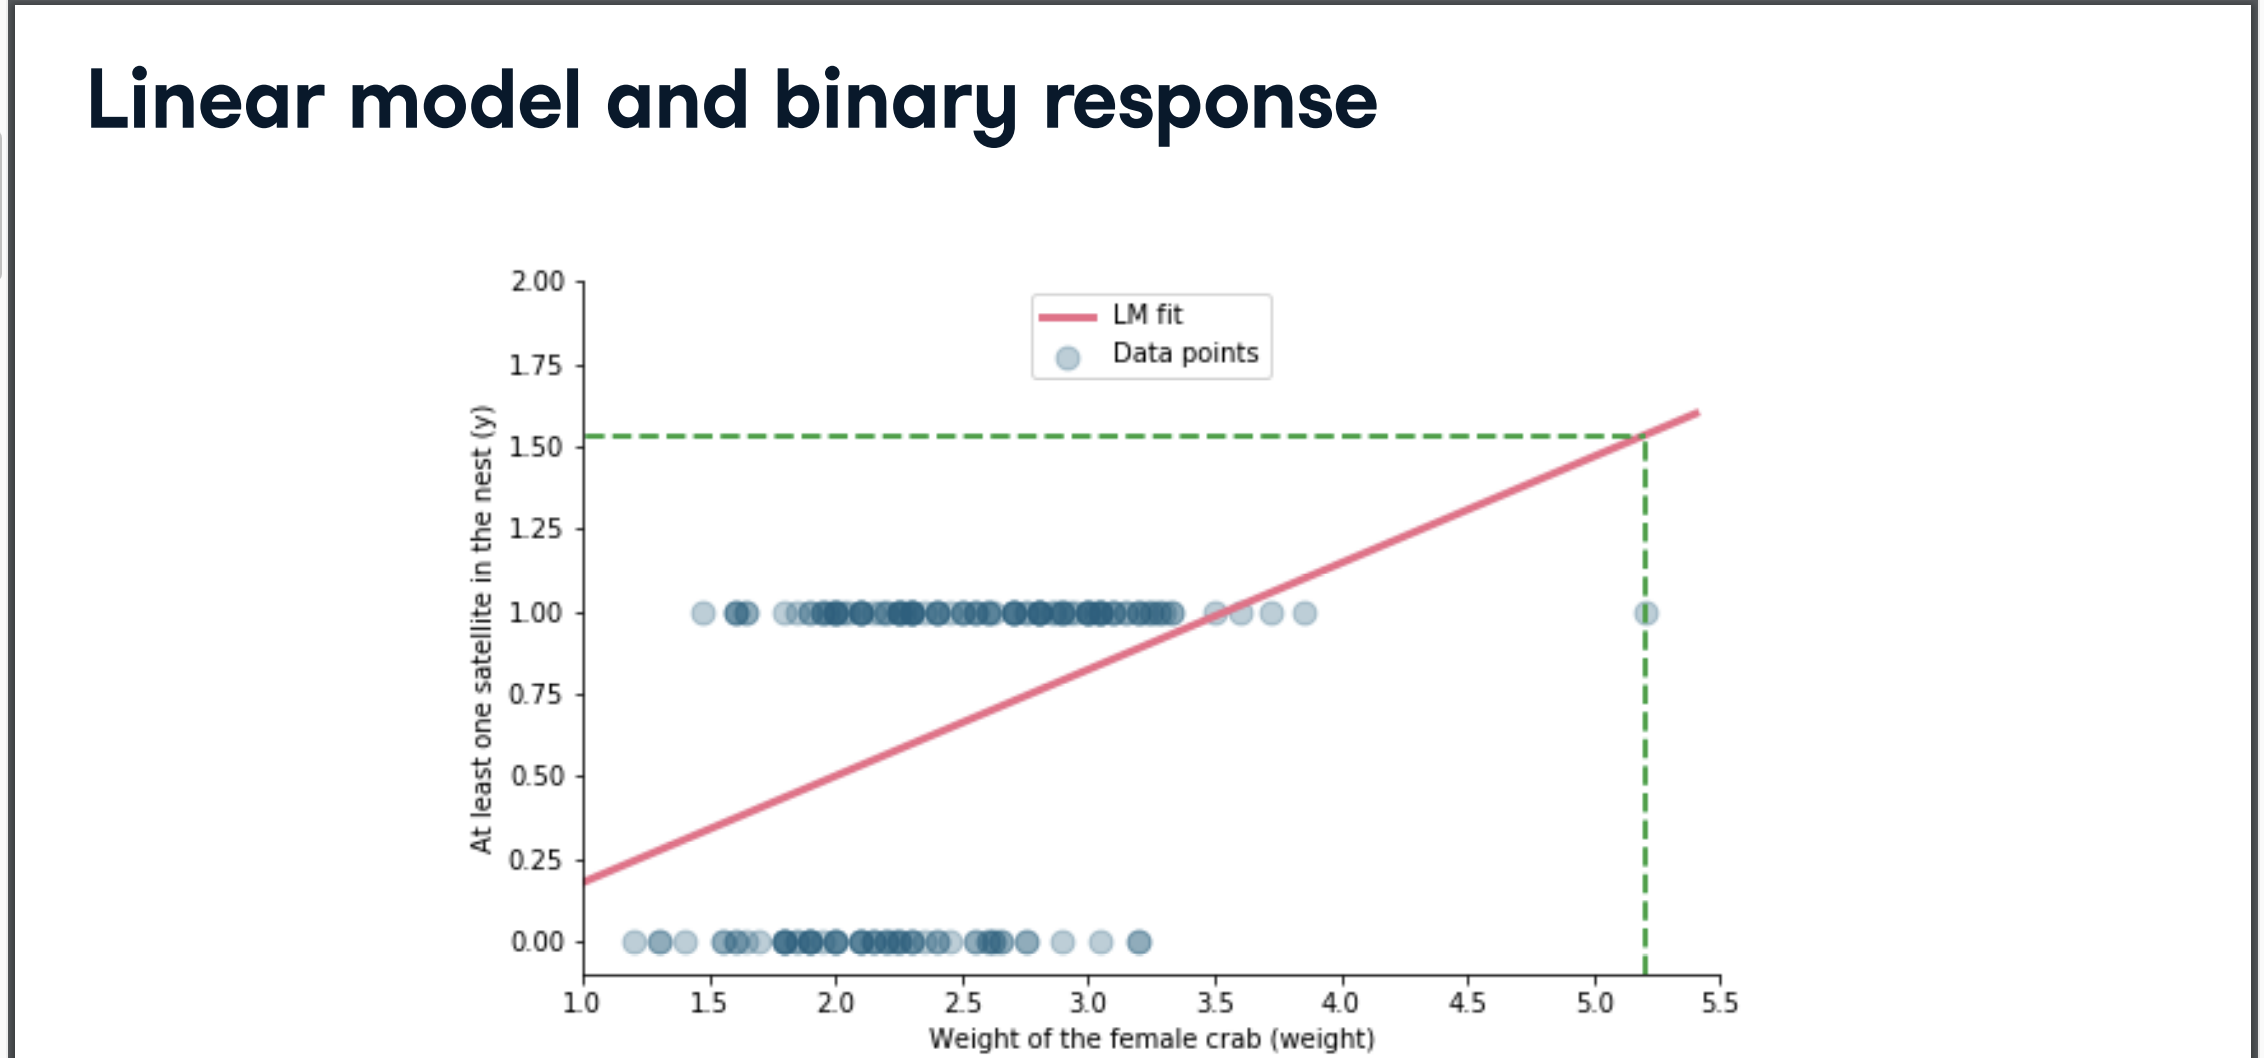 Linear model and binary response
2.00
LM fit
Data points
1.75
1.50
1.25
1.00
0.75
0.50
0.25
0.00
At least one satellite in the nest (y)
1.0 1.5 2.0 2.5 3.0 3.5 4.0 4.5 5.0 5.5
Weight of the female crab (weight)